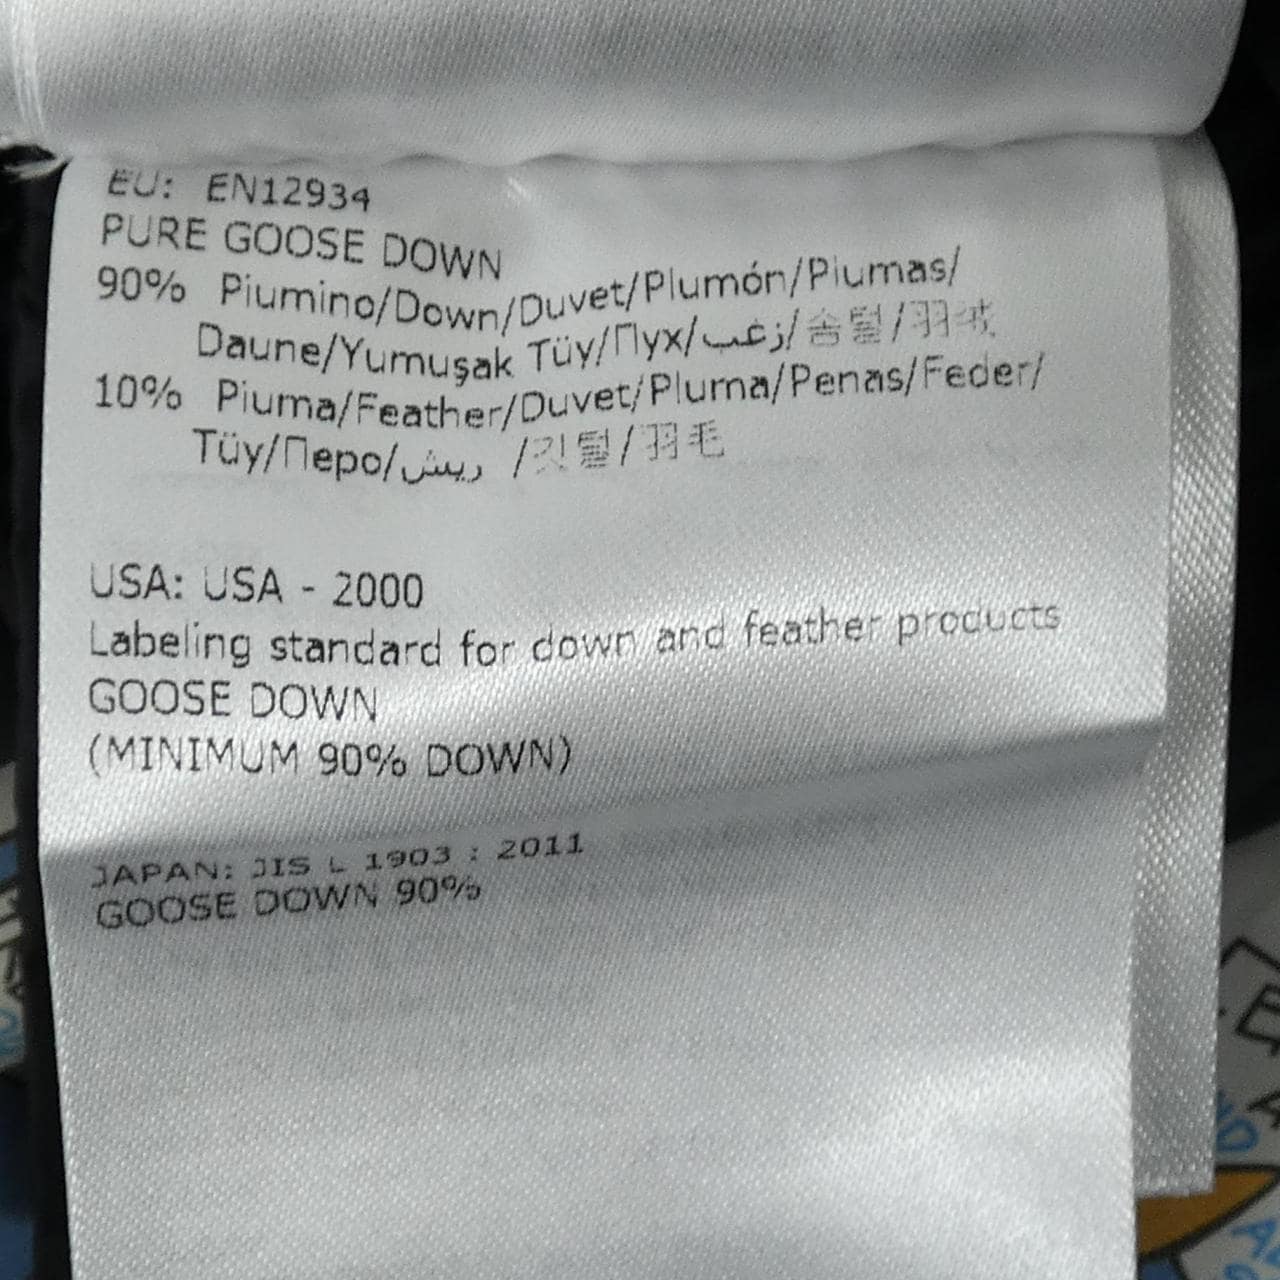 EU: EN12934
PURE GOOSE DOWN
90% Piumino/Down/Duvet/Plumón/Plumas/
Daune/Yumuşak Tüy/Пух/زغب/솜털/羽绒
10% Piuma/Feather/Duvet/Pluma/Penas/Feder/
Tüy/Перо/ريش /깃털/羽毛
USA: USA - 2000
Labeling standard for down and feather products
GOOSE DOWN
(MINIMUM 90% DOWN)
JAPAN: JIS L 1903 : 2011
GOOSE DOWN 90%